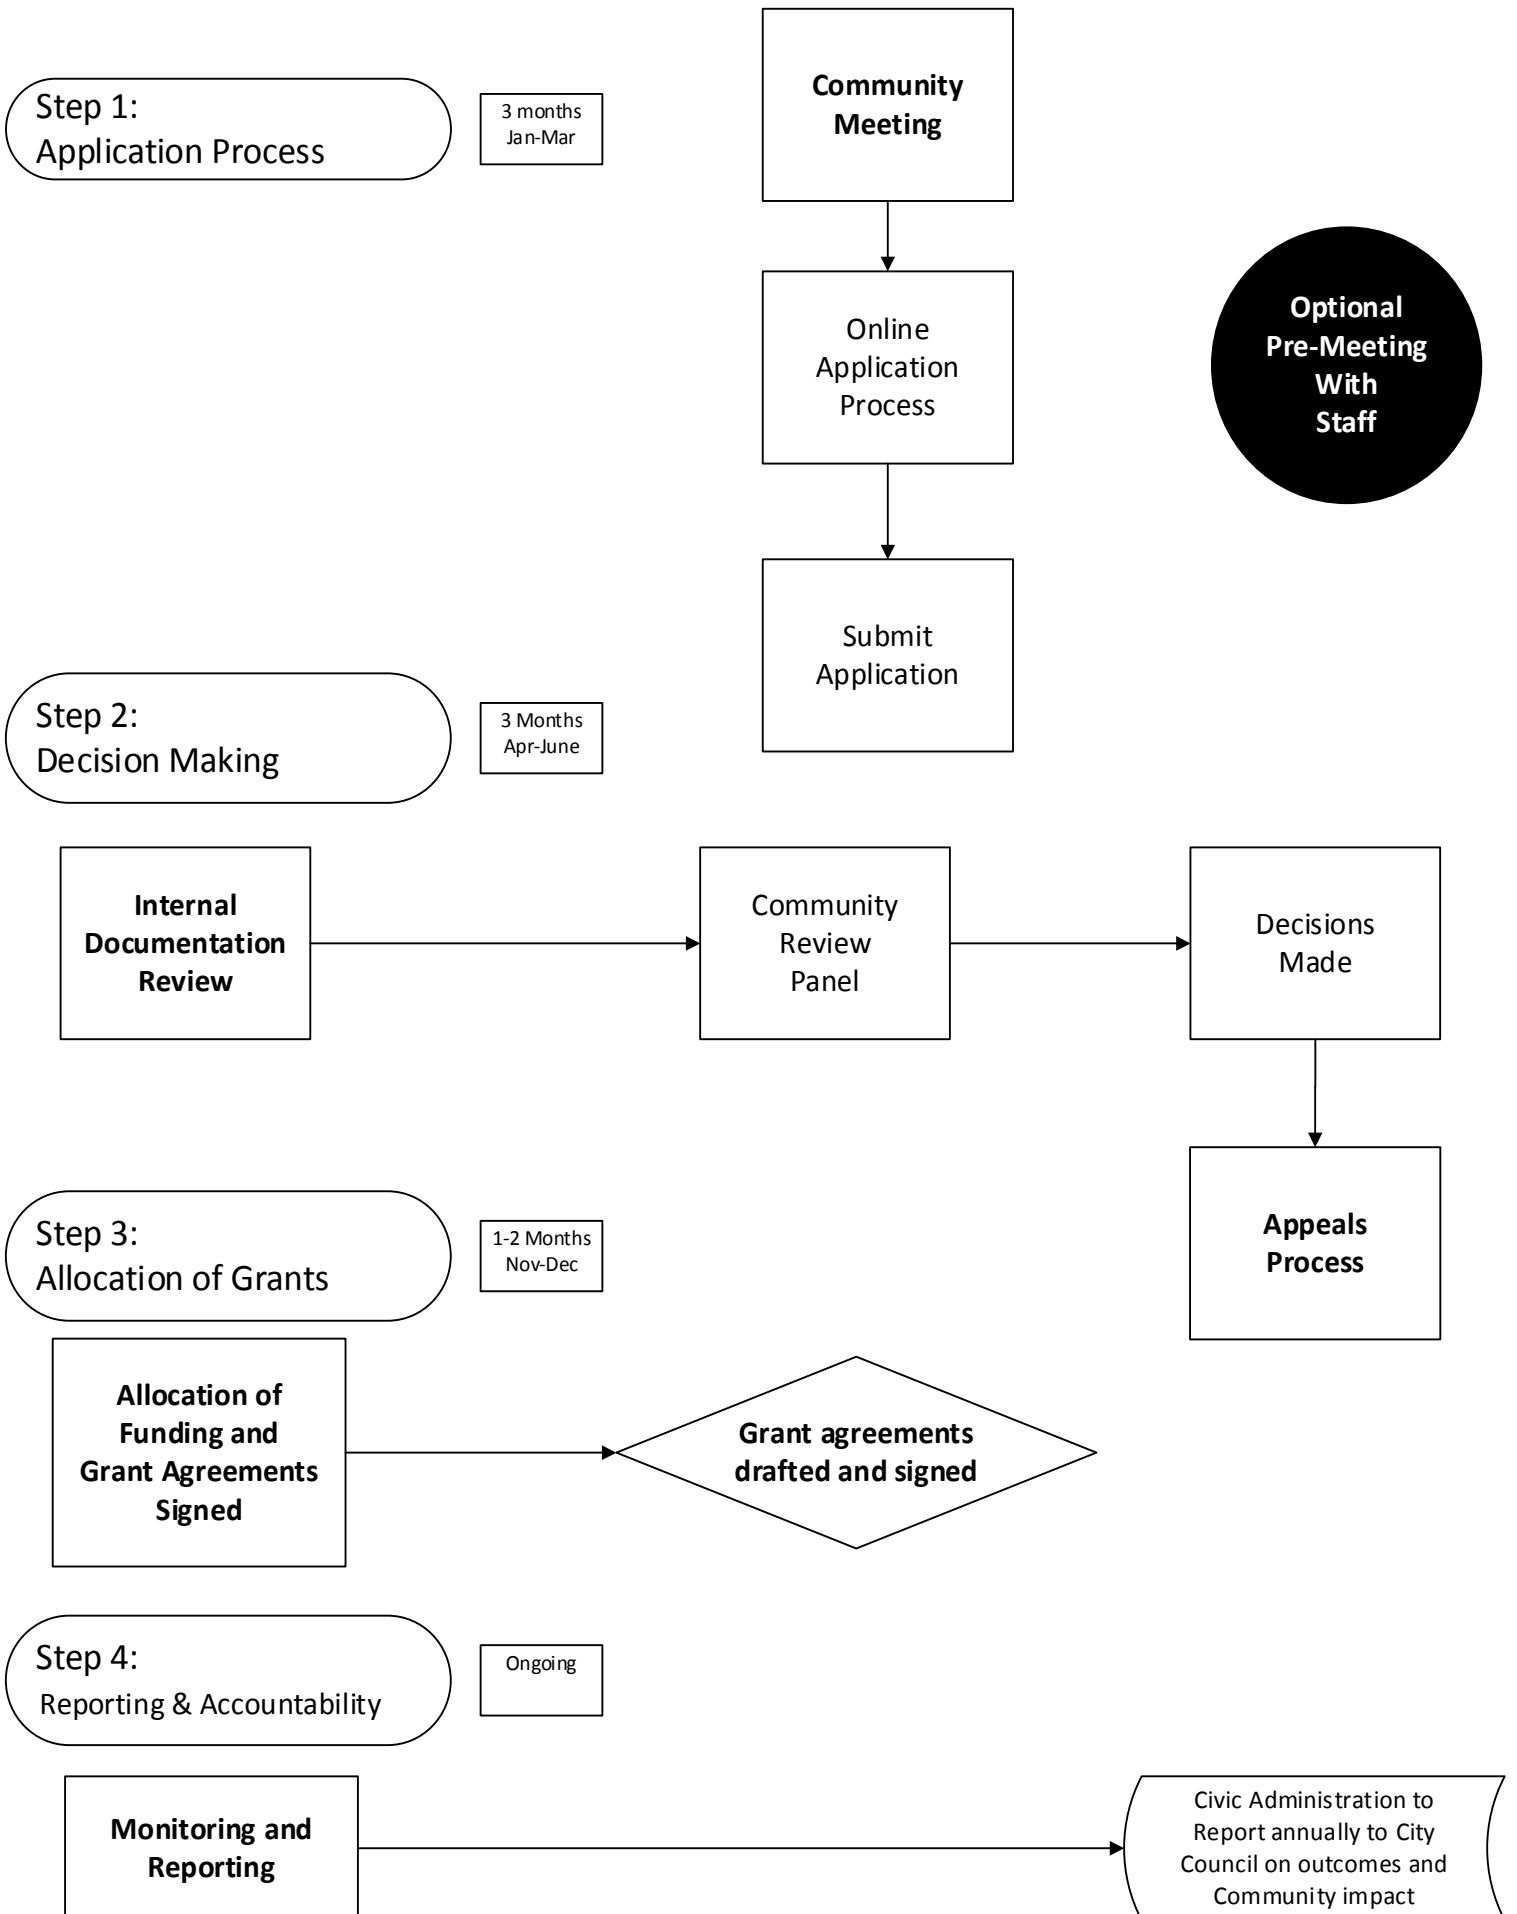 Step 1:
Application Process
3 months
Jan-Mar
Community
Meeting
Online
Application
Process
Optional
Pre-Meeting
With
Staff
Submit
Application
Step 2:
Decision Making
3 Months
Apr-June
Internal
Documentation
Review
Community
Review
Panel
Decisions
Made
Appeals
Process
Step 3:
Allocation of Grants
1-2 Months
Nov-Dec
Allocation of
Funding and
Grant Agreements
Signed
Grant agreements
drafted and signed
Step 4:
Reporting & Accountability
Ongoing
Monitoring and
Reporting
Civic Administration to
Report annually to City
Council on outcomes and
Community impact